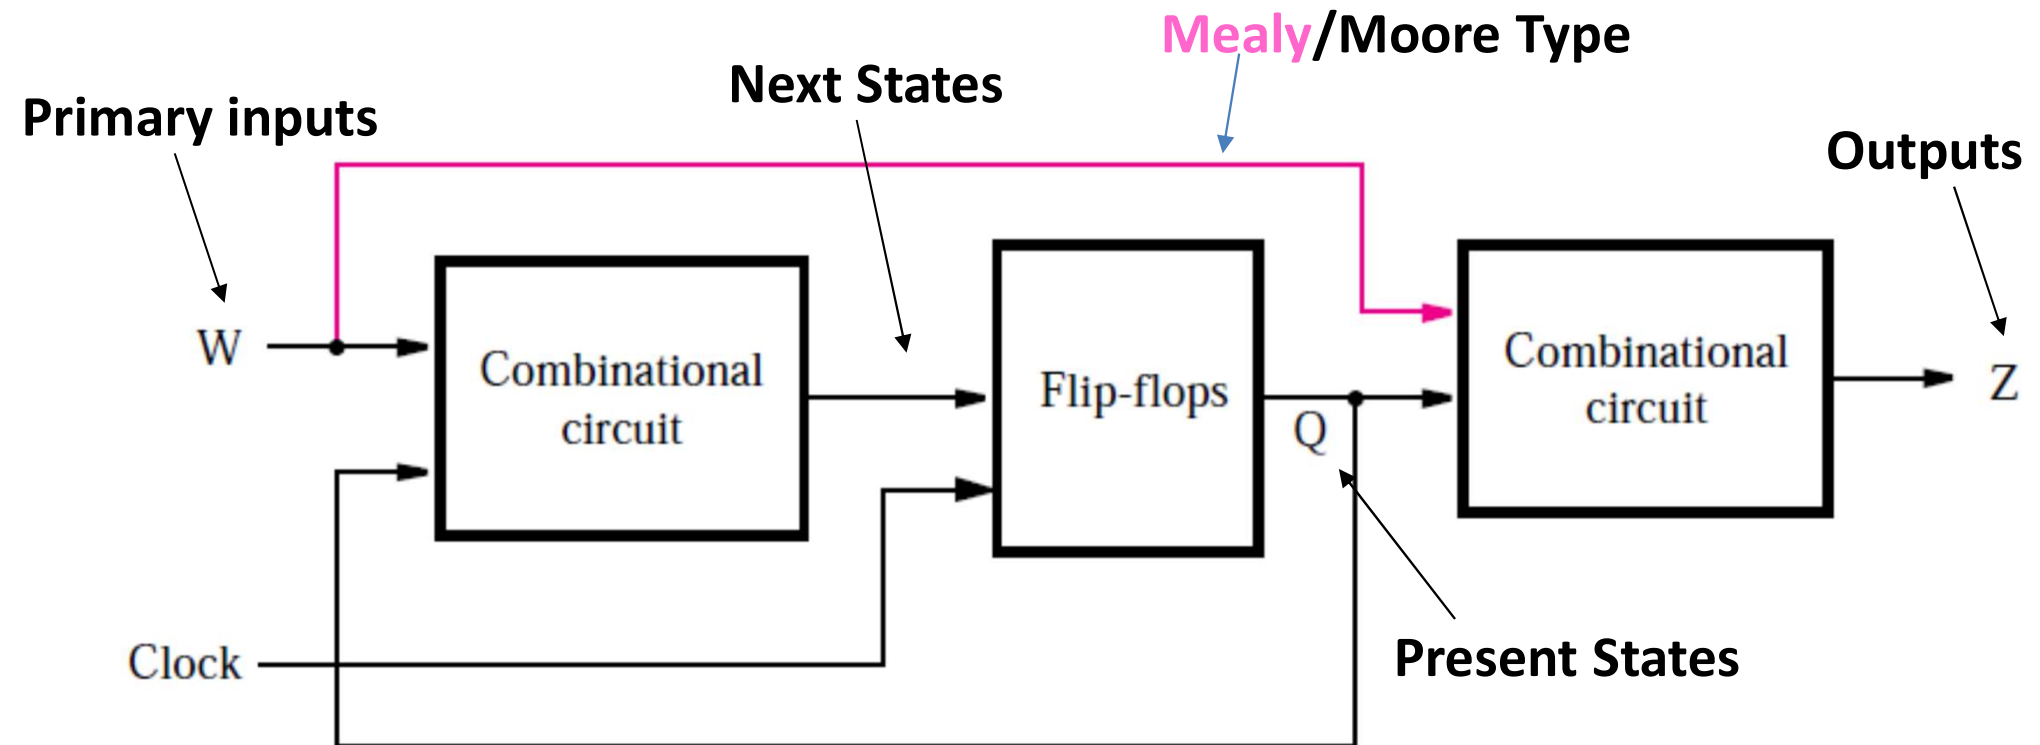 Mealy/Moore Type
Next States
Primary inputs
Outputs
W
Combinational
circuit
Flip-flops
Q
Combinational
circuit
Z
Clock
Present States